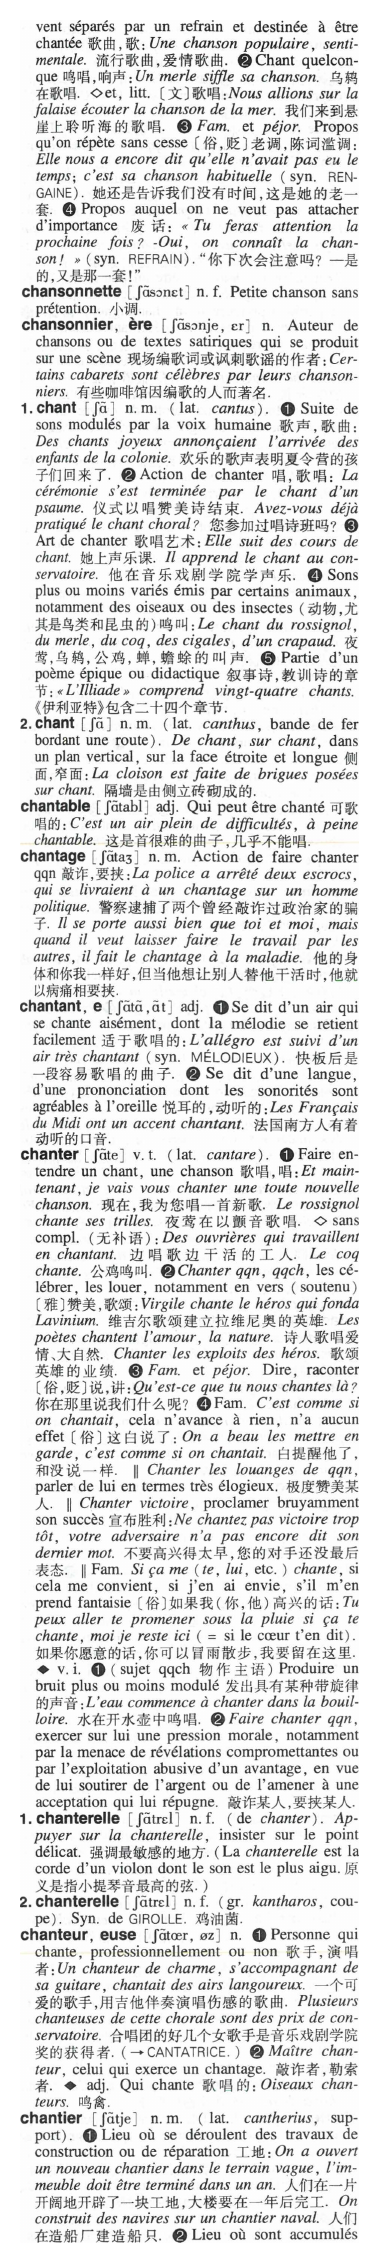 vent séparés par un refrain et destinée à être
chantée 歌曲,歌:Une chanson populaire, senti-
mentale. 流行歌曲,爱情歌曲. ❷ Chant quelcon-
que 鸣唱,响声:Un merle siffle sa chanson. 乌鸫
在歌唱. ◇et, litt. 〔文〕歌唱:Nous allions sur la
falaise écouter la chanson de la mer. 我们来到悬
崖上聆听海的歌唱. ❸ Fam. et péjor. Propos
qu'on répète sans cesse〔俗,贬〕老调,陈词滥调:
Elle nous a encore dit qu'elle n'avait pas eu le
temps; c'est sa chanson habituelle (syn. REN-
GAINE). 她还是告诉我们没有时间,这是她的老一
套. ❹ Propos auquel on ne veut pas attacher
d'importance 废话: « Tu feras attention la
prochaine fois? -Oui, on connaît la chan-
son! » (syn. REFRAIN). “你下次会注意吗? —是
的,又是那一套!”
chansonnette [ʃɑ̃sɔnɛt] n. f. Petite chanson sans
prétention. 小调.
chansonnier, ère [ʃɑ̃sɔnje, ɛr] n. Auteur de
chansons ou de textes satiriques qui se produit
sur une scène 现场编歌词或讽刺歌谣的作者:Cer-
tains cabarets sont célèbres par leurs chanson-
niers. 有些咖啡馆因编歌的人而著名.
1. chant [ʃɑ̃] n. m. (lat. cantus). ❶ Suite de
sons modulés par la voix humaine 歌声,歌曲:
Des chants joyeux annonçaient l'arrivée des
enfants de la colonie. 欢乐的歌声表明夏令营的孩
子们回来了. ❷ Action de chanter 唱,歌唱: La
cérémonie s'est terminée par le chant d'un
psaume. 仪式以唱赞美诗结束. Avez-vous déjà
pratiqué le chant choral? 您参加过唱诗班吗? ❸
Art de chanter 歌唱艺术:Elle suit des cours de
chant. 她上声乐课. Il apprend le chant au con-
servatoire. 他在音乐戏剧学院学声乐. ❹ Sons
plus ou moins variés émis par certains animaux,
notamment des oiseaux ou des insectes (动物,尤
其是鸟类和昆虫的)鸣叫:Le chant du rossignol,
du merle, du coq, des cigales, d'un crapaud. 夜
莺,乌鸫,公鸡,蝉,蟾蜍的叫声. ❺ Partie d'un
poème épique ou didactique 叙事诗,教训诗的章
节:«L'Illiade» comprend vingt-quatre chants.
《伊利亚特》包含二十四个章节.
2. chant [ʃɑ̃] n. m. (lat. canthus, bande de fer
bordant une route). De chant, sur chant, dans
un plan vertical, sur la face étroite et longue 侧
面,窄面:La cloison est faite de brigues posées
sur chant. 隔墙是由侧立砖砌成的.
chantable [ʃɑ̃tabl] adj. Qui peut être chanté 可歌
唱的:C'est un air plein de difficultés, à peine
chantable. 这是首很难的曲子,几乎不能唱.
chantage [ʃɑ̃taʒ] n. m. Action de faire chanter
qqn 敲诈,要挟:La police a arrêté deux escrocs,
qui se livraient à un chantage sur un homme
politique. 警察逮捕了两个曾经敲诈过政治家的骗
子. Il se porte aussi bien que toi et moi, mais
quand il veut laisser faire le travail par les
autres, il fait le chantage à la maladie. 他的身
体和你我一样好,但当他想让别人替他干活时,他就
以病痛相要挟.
chantant, e [ʃɑ̃tɑ̃, ɑ̃t] adj. ❶ Se dit d'un air qui
se chante aisément, dont la mélodie se retient
facilement 适于歌唱的:L'allégro est suivi d'un
air très chantant (syn. MÉLODIEUX). 快板后是
一段容易歌唱的曲子. ❷ Se dit d'une langue,
d'une prononciation dont les sonorités sont
agréables à l'oreille 悦耳的,动听的:Les Français
du Midi ont un accent chantant. 法国南方人有着
动听的口音.
chanter [ʃɑ̃te] v. t. (lat. cantare). ❶ Faire en-
tendre un chant, une chanson 歌唱,唱:Et main-
tenant, je vais vous chanter une toute nouvelle
chanson. 现在,我为您唱一首新歌. Le rossignol
chante ses trilles. 夜莺在以颤音歌唱. ◇ sans
compl. (无补语):Des ouvrières qui travaillent
en chantant. 边唱歌边干活的工人. Le coq
chante. 公鸡鸣叫. ❷Chanter qqn, qqch, les cé-
lébrer, les louer, notamment en vers (soutenu)
〔雅〕赞美,歌颂:Virgile chante le héros qui fonda
Lavinium. 维吉尔歌颂建立拉维尼奥的英雄. Les
poètes chantent l'amour, la nature. 诗人歌唱爱
情、大自然. Chanter les exploits des héros. 歌颂
英雄的业绩. ❸ Fam. et péjor. Dire, raconter
〔俗,贬〕说,讲:Qu'est-ce que tu nous chantes là?
你在那里说我们什么呢? ❹Fam. C'est comme si
on chantait, cela n'avance à rien, n'a aucun
effet〔俗〕这白说了:On a beau les mettre en
garde, c'est comme si on chantait. 白提醒他了,
和没说一样. ‖ Chanter les louanges de qqn,
parler de lui en termes très élogieux. 极度赞美某
人. ‖ Chanter victoire, proclamer bruyamment
son succès 宣布胜利:Ne chantez pas victoire trop
tôt, votre adversaire n'a pas encore dit son
dernier mot. 不要高兴得太早,您的对手还没最后
表态. ‖ Fam. Si ça me (te, lui, etc.) chante, si
cela me convient, si j'en ai envie, s'il m'en
prend fantaisie〔俗〕如果我(你,他)高兴的话:Tu
peux aller te promener sous la pluie si ça te
chante, moi je reste ici (= si le cœur t'en dit).
如果你愿意的话,你可以冒雨散步,我要留在这里.
◆ v. i. ❶ (sujet qqch 物作主语) Produire un
bruit plus ou moins modulé 发出具有某种带旋律
的声音:L'eau commence à chanter dans la bouil-
loire. 水在开水壶中鸣唱. ❷ Faire chanter qqn,
exercer sur lui une pression morale, notamment
par la menace de révélations compromettantes ou
par l'exploitation abusive d'un avantage, en vue
de lui soutirer de l'argent ou de l'amener à une
acceptation qui lui répugne. 敲诈某人,要挟某人.
1. chanterelle [ʃɑ̃trɛl] n. f. (de chanter). Ap-
puyer sur la chanterelle, insister sur le point
délicat. 强调最敏感的地方. (La chanterelle est la
corde d'un violon dont le son est le plus aigu. 原
义是指小提琴音最高的弦.)
2. chanterelle [ʃɑ̃trɛl] n. f. (gr. kantharos, cou-
pe). Syn. de GIROLLE. 鸡油菌.
chanteur, euse [ʃɑ̃tœr, øz] n. ❶ Personne qui
chante, professionnellement ou non 歌手,演唱
者:Un chanteur de charme, s'accompagnant de
sa guitare, chantait des airs langoureux. 一个可
爱的歌手,用吉他伴奏演唱伤感的歌曲. Plusieurs
chanteuses de cette chorale sont des prix de con-
servatoire. 合唱团的好几个女歌手是音乐戏剧学院
奖的获得者. (→CANTATRICE.) ❷ Maître chan-
teur, celui qui exerce un chantage. 敲诈者,勒索
者. ◆ adj. Qui chante 歌唱的:Oiseaux chan-
teurs. 鸣禽.
chantier [ʃɑ̃tje] n. m. (lat. cantherius, sup-
port). ❶ Lieu où se déroulent des travaux de
construction ou de réparation 工地:On a ouvert
un nouveau chantier dans le terrain vague, l'im-
meuble doit être terminé dans un an. 人们在一片
开阔地开辟了一块工地,大楼要在一年后完工. On
construit des navires sur un chantier naval. 人们
在造船厂建造船只. ❷ Lieu où sont accumulés